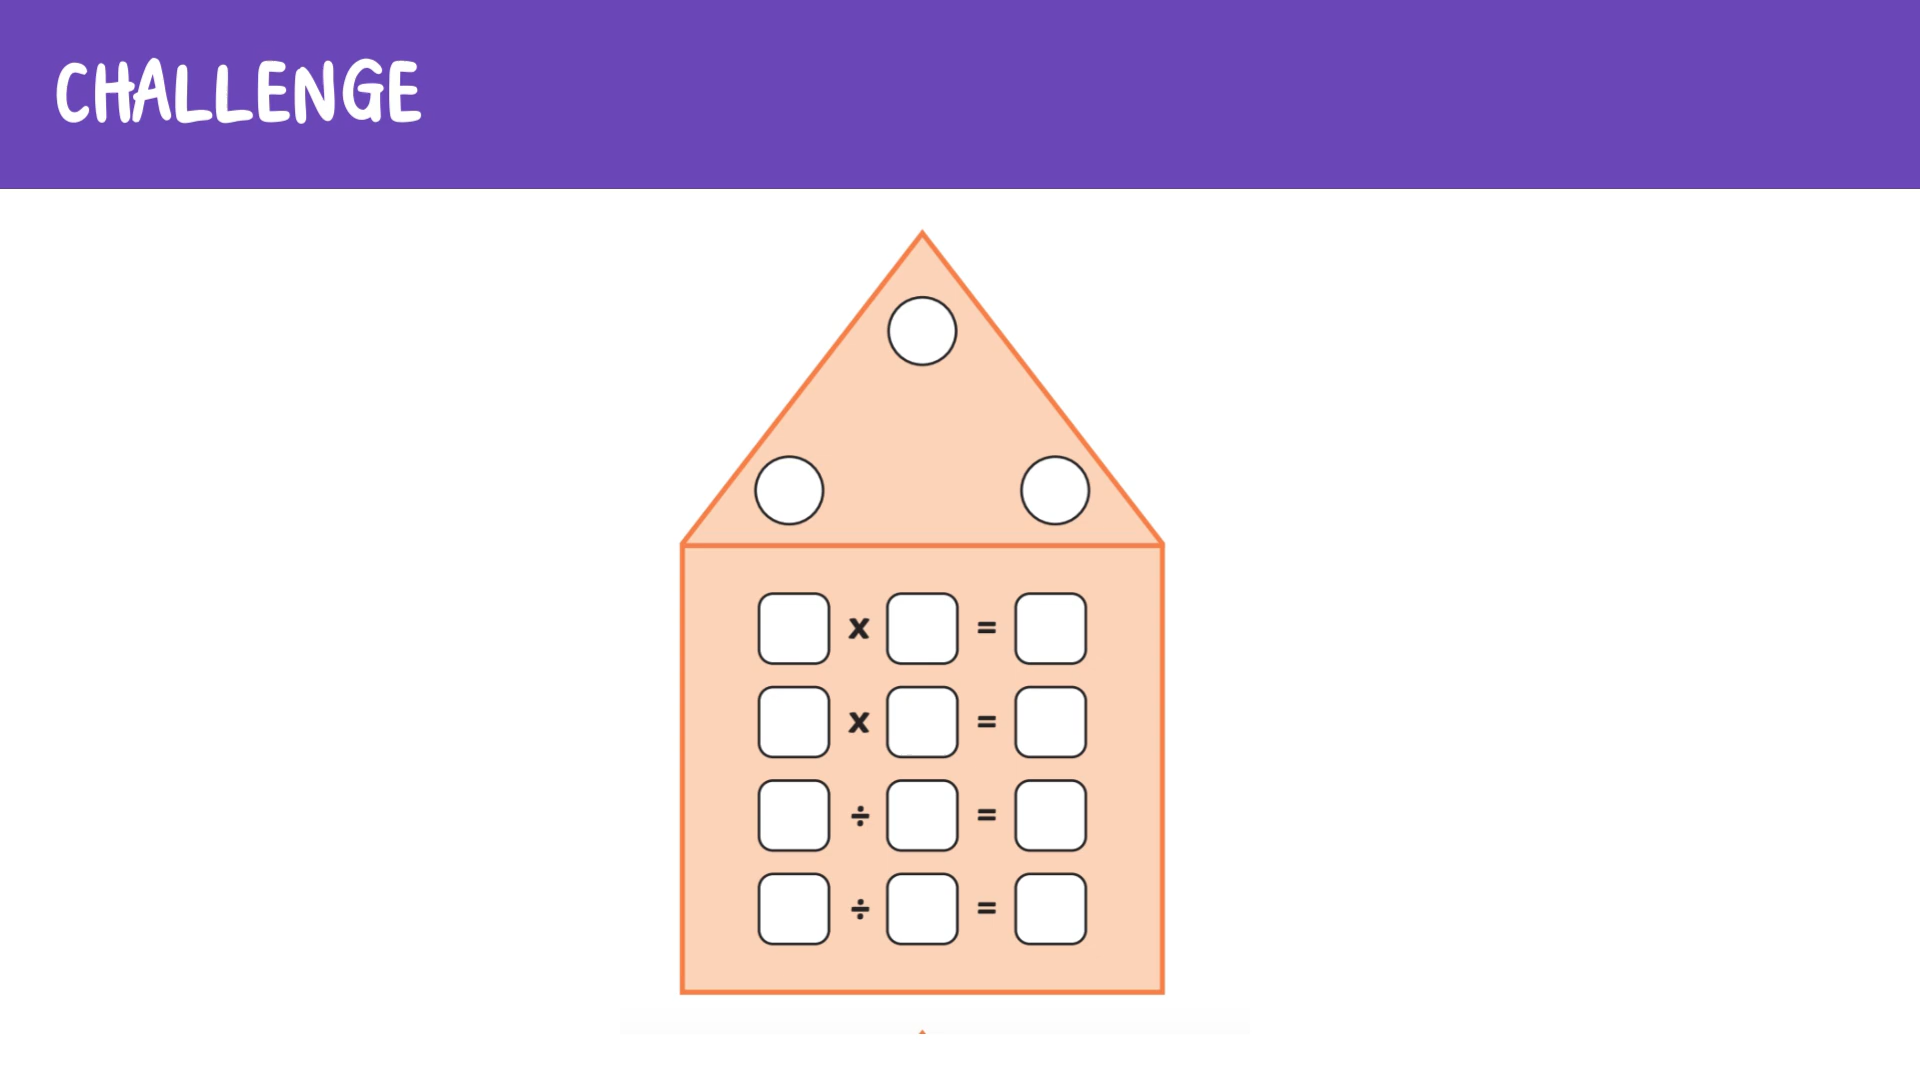 CHALLENGE
x =
x =
÷ =
÷ =